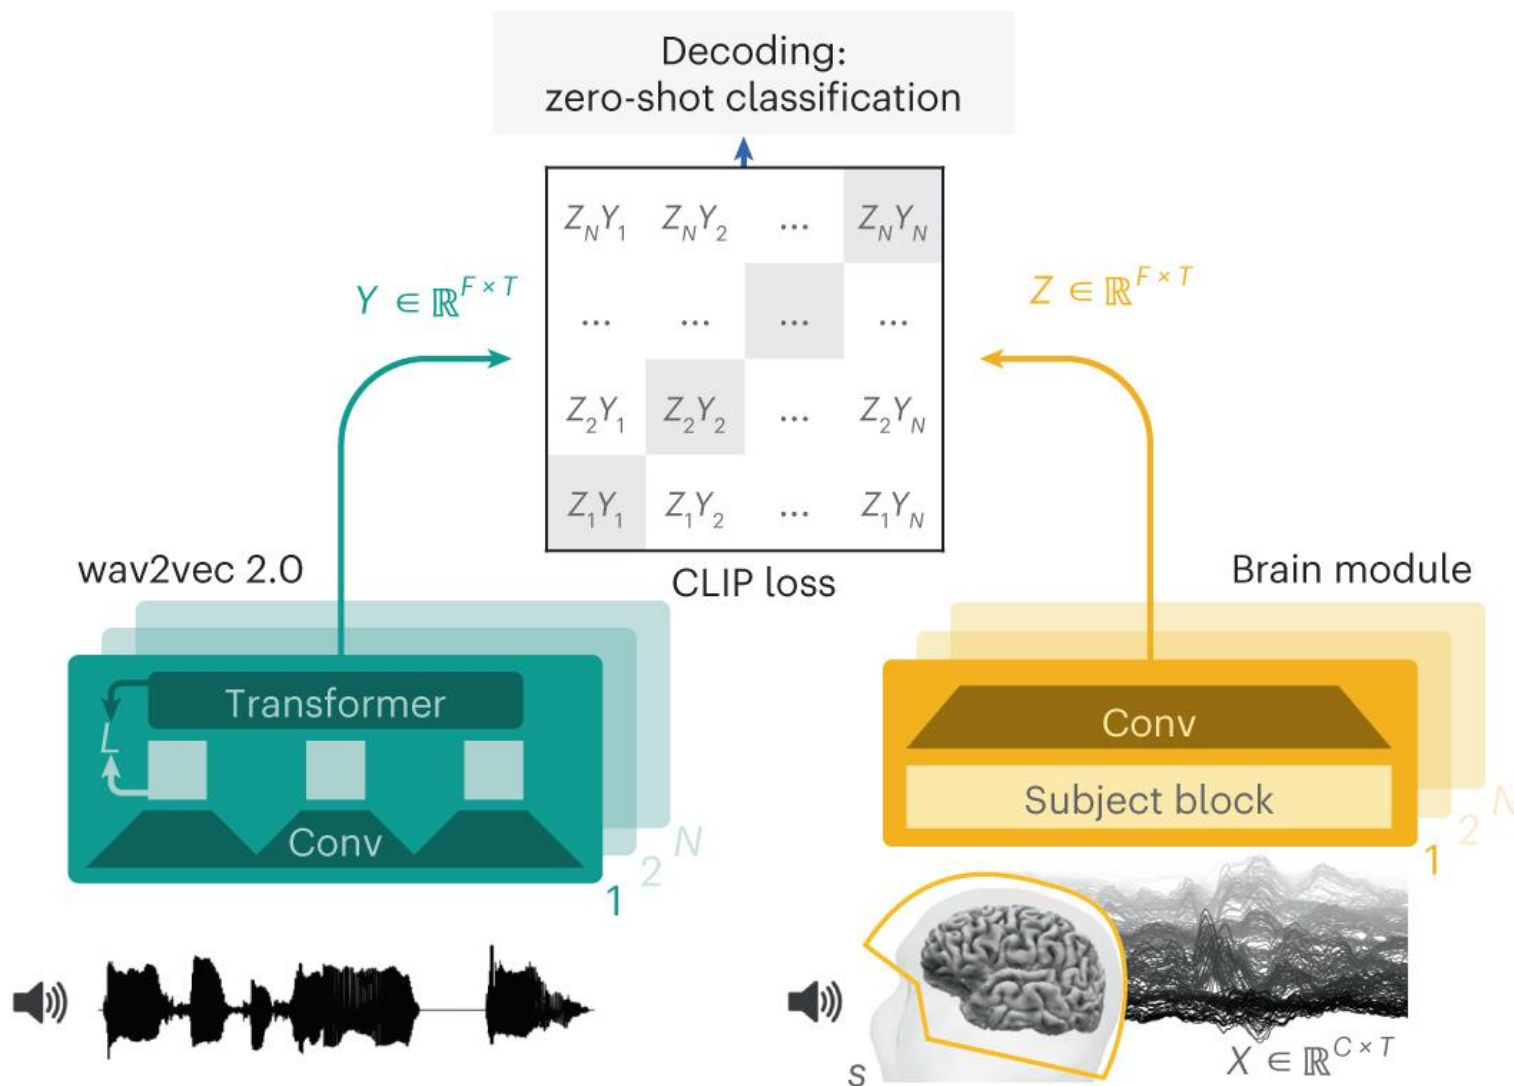 Decoding:
zero-shot classification
Z_N Y_1 Z_N Y_2 ... Z_N Y_N
Y ∈ ℝ^{F × T}
Z ∈ ℝ^{F × T}
... ... ... ...
Z_2 Y_1 Z_2 Y_2 ... Z_2 Y_N
Z_1 Y_1 Z_1 Y_2 ... Z_1 Y_N
CLIP loss
wav2vec 2.0
Brain module
Transformer
L
Conv
1 2 N
Conv
Subject block
1 2 N
S
X ∈ ℝ^{C × T}